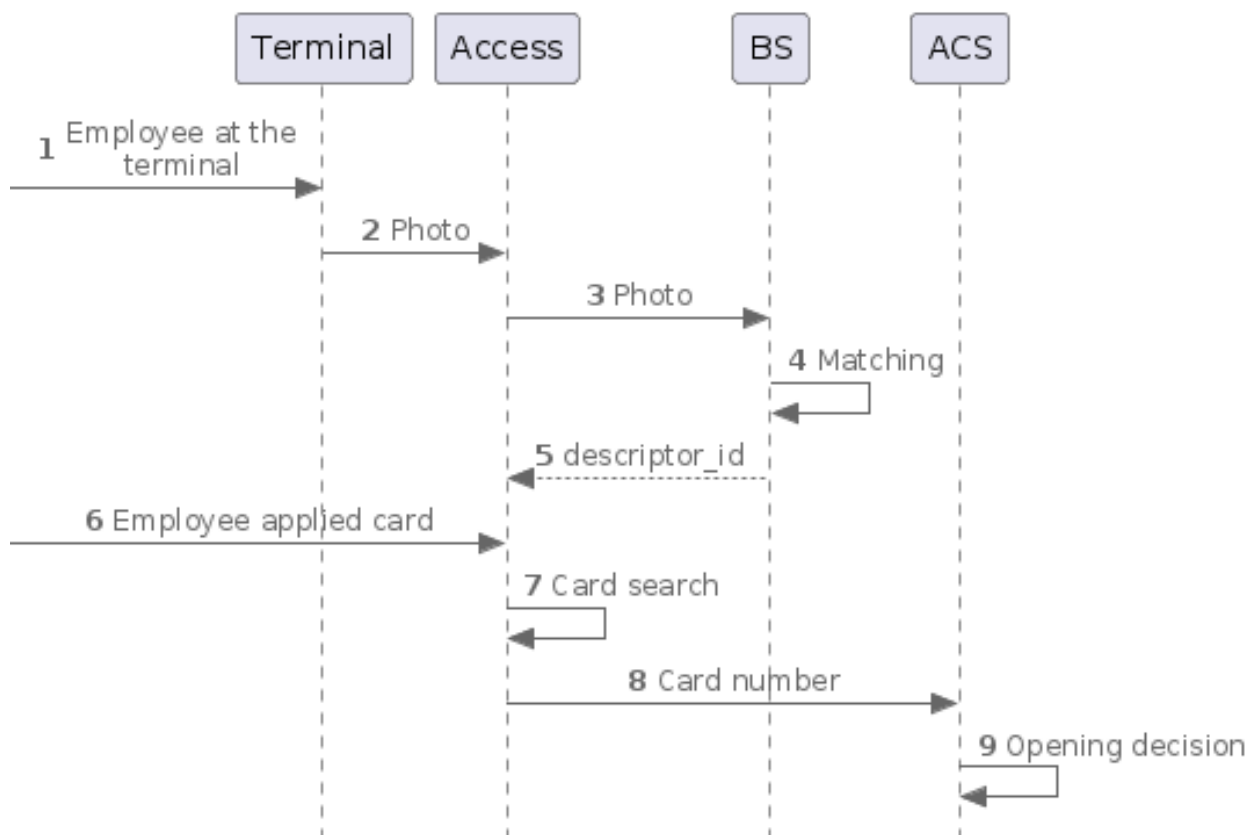 Terminal Access BS ACS
1 Employee at the
terminal
2 Photo
3 Photo
4 Matching
5 descriptor_id
6 Employee applied card
7 Card search
8 Card number
9 Opening decision